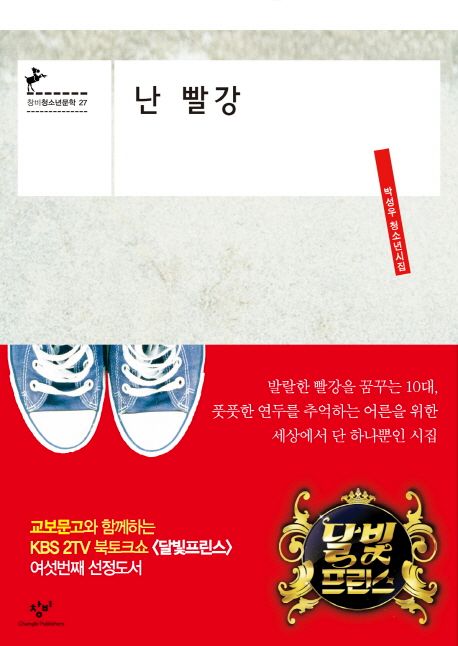 창비청소년문학 27
난 빨강
박성우 청소년시집
발랄한 빨강을 꿈꾸는 10대,
풋풋한 연두를 추억하는 어른을 위한
세상에서 단 하나뿐인 시집
교보문고와 함께하는
KBS 2TV 북토크쇼 〈달빛프린스〉
여섯번째 선정도서
달빛
프린스
창비
Changbi Publishers